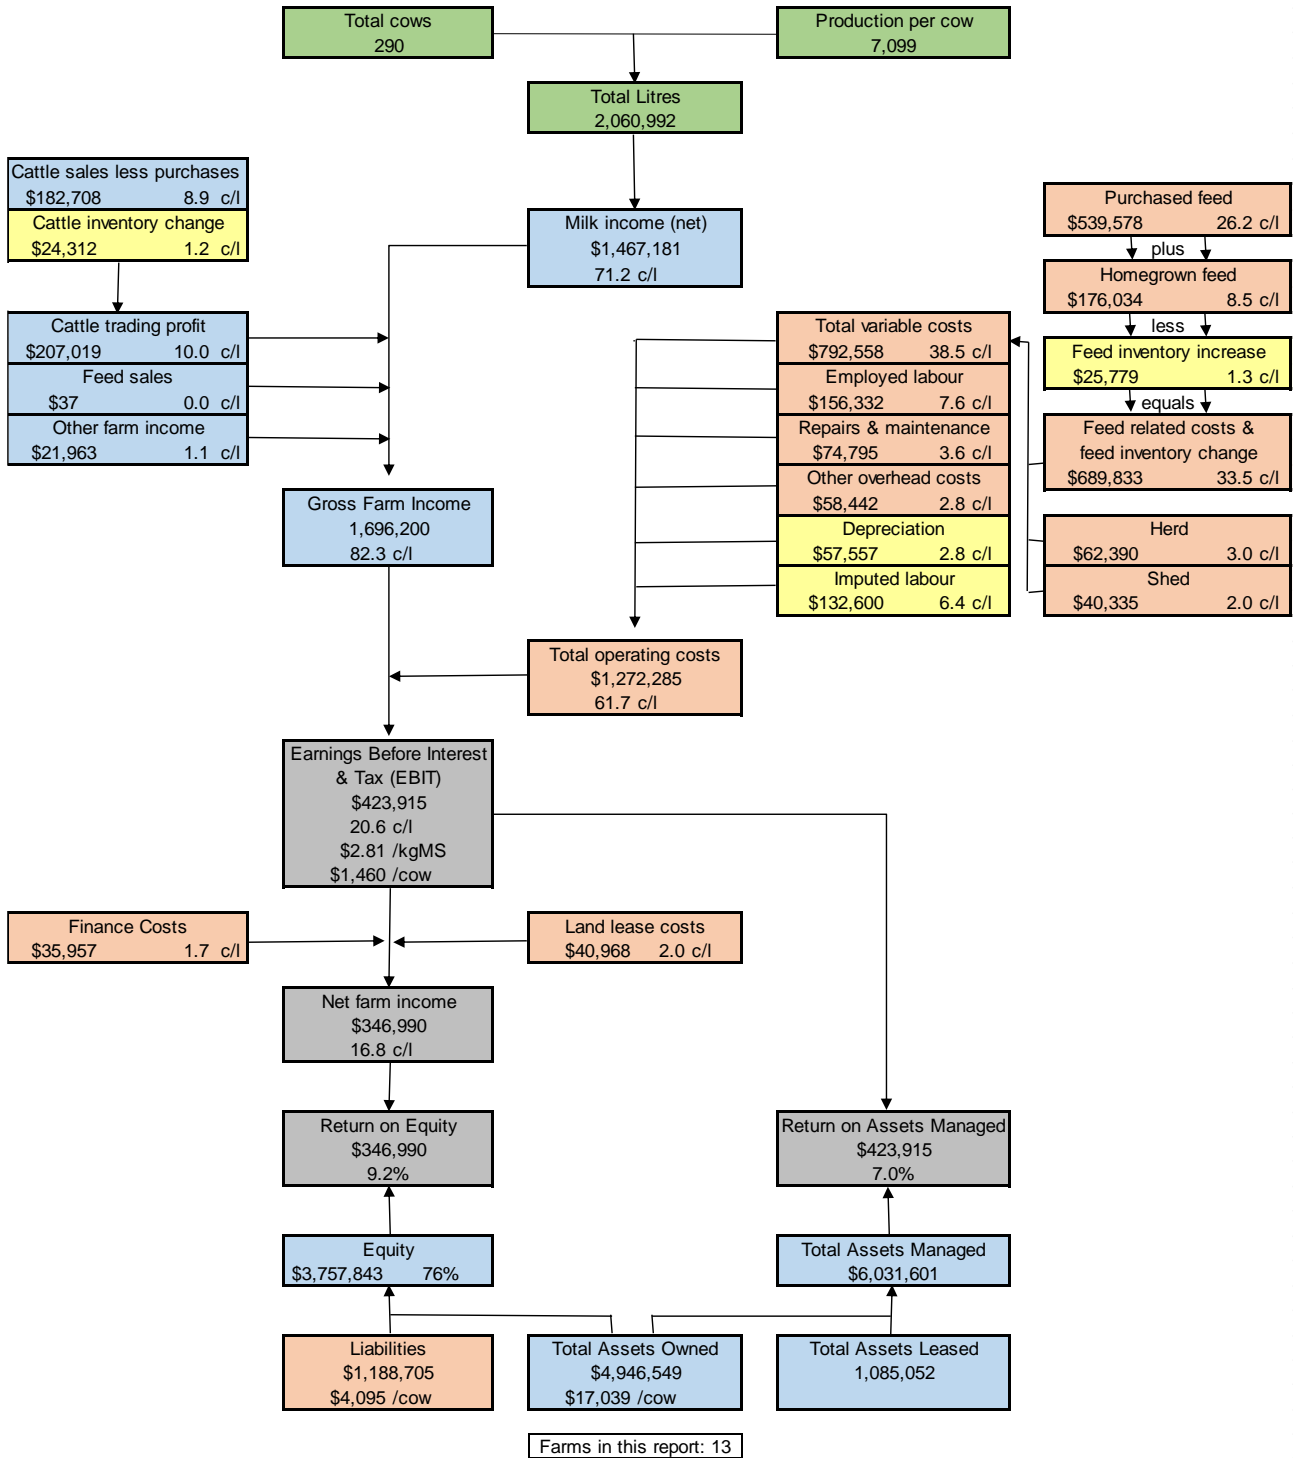 Total cows
290
Production per cow
7,099
Total Litres
2,060,992
Cattle sales less purchases
$182,708 8.9 c/l
Cattle inventory change
$24,312 1.2 c/l
Milk income (net)
$1,467,181
71.2 c/l
Purchased feed
$539,578 26.2 c/l
plus
Homegrown feed
$176,034 8.5 c/l
less
Feed inventory increase
$25,779 1.3 c/l
equals
Feed related costs &
feed inventory change
$689,833 33.5 c/l
Herd
$62,390 3.0 c/l
Shed
$40,335 2.0 c/l
Cattle trading profit
$207,019 10.0 c/l
Feed sales
$37 0.0 c/l
Other farm income
$21,963 1.1 c/l
Total variable costs
$792,558 38.5 c/l
Employed labour
$156,332 7.6 c/l
Repairs & maintenance
$74,795 3.6 c/l
Other overhead costs
$58,442 2.8 c/l
Depreciation
$57,557 2.8 c/l
Imputed labour
$132,600 6.4 c/l
Gross Farm Income
1,696,200
82.3 c/l
Total operating costs
$1,272,285
61.7 c/l
Earnings Before Interest
& Tax (EBIT)
$423,915
20.6 c/l
$2.81 /kgMS
$1,460 /cow
Finance Costs
$35,957 1.7 c/l
Land lease costs
$40,968 2.0 c/l
Net farm income
$346,990
16.8 c/l
Return on Equity
$346,990
9.2%
Return on Assets Managed
$423,915
7.0%
Equity
$3,757,843 76%
Total Assets Managed
$6,031,601
Liabilities
$1,188,705
$4,095 /cow
Total Assets Owned
$4,946,549
$17,039 /cow
Total Assets Leased
1,085,052
Farms in this report: 13